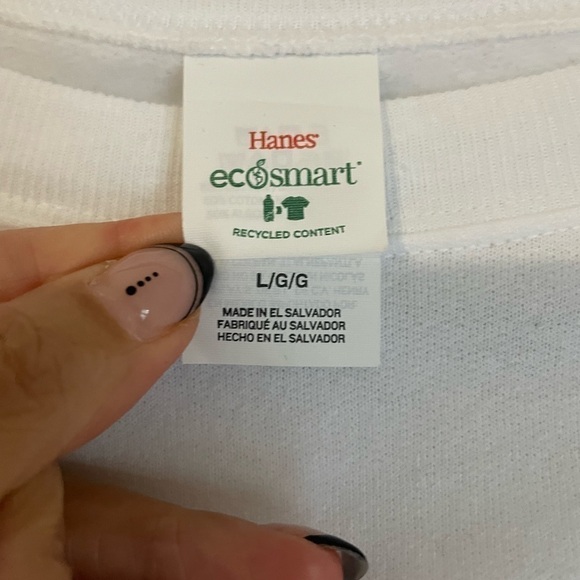 Hanes
ecosmart
RECYCLED CONTENT
L/G/G
MADE IN EL SALVADOR
FABRIQUÉ AU SALVADOR
HECHO EN EL SALVADOR